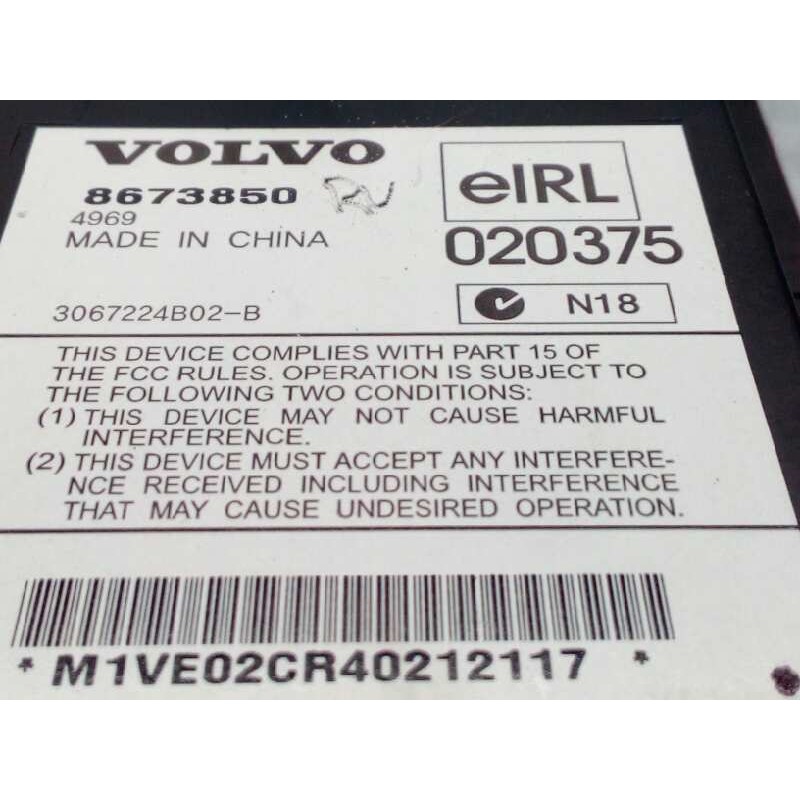 VOLVO
8673850
4969
MADE IN CHINA
eIRL
020375
3067224B02-B
N18
THIS DEVICE COMPLIES WITH PART 15 OF
THE FCC RULES. OPERATION IS SUBJECT TO
THE FOLLOWING TWO CONDITIONS:
(1) THIS DEVICE MAY NOT CAUSE HARMFUL
INTERFERENCE.
(2) THIS DEVICE MUST ACCEPT ANY INTERFERE-
NCE RECEIVED INCLUDING INTERFERENCE
THAT MAY CAUSE UNDESIRED OPERATION.
* M1VE02CR40212117 *